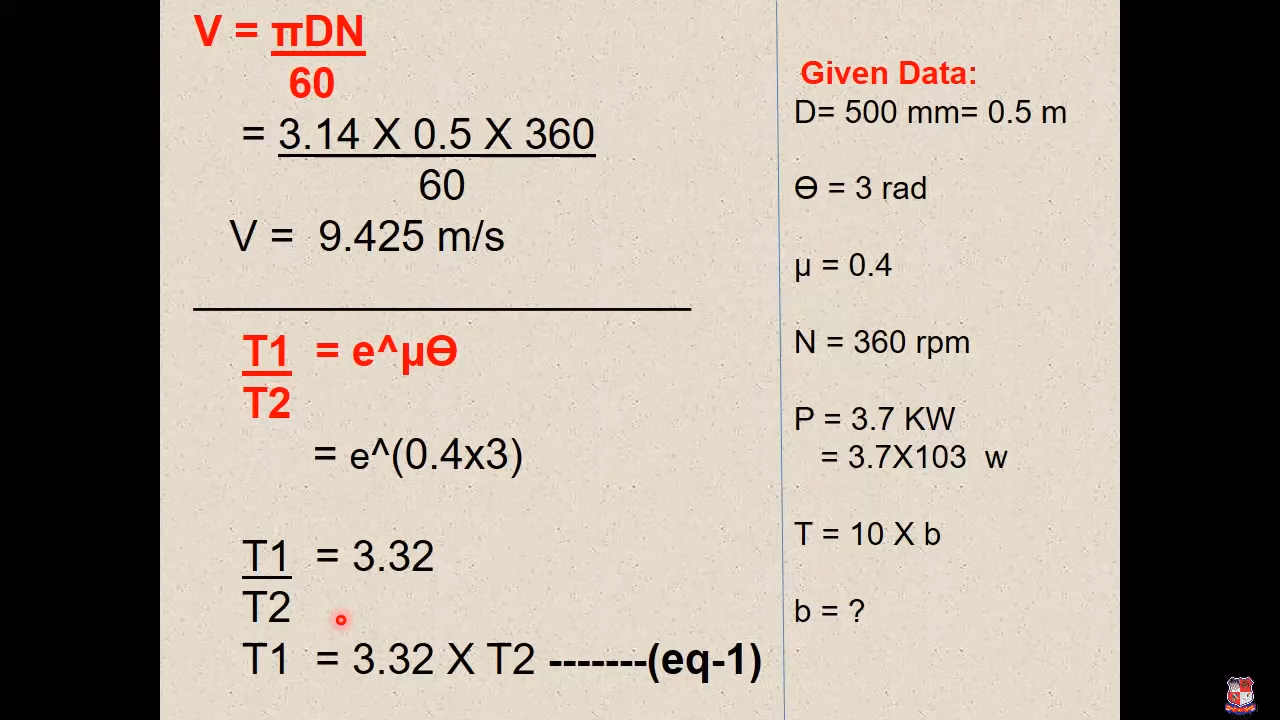 V = πDN
60
= 3.14 X 0.5 X 360
60
V = 9.425 m/s
T1 = e^µӨ
T2
= e^(0.4x3)
T1 = 3.32
T2
T1 = 3.32 X T2 -------(eq-1)
Given Data:
D= 500 mm= 0.5 m
Ө = 3 rad
µ = 0.4
N = 360 rpm
P = 3.7 KW
= 3.7X103 w
T = 10 X b
b = ?